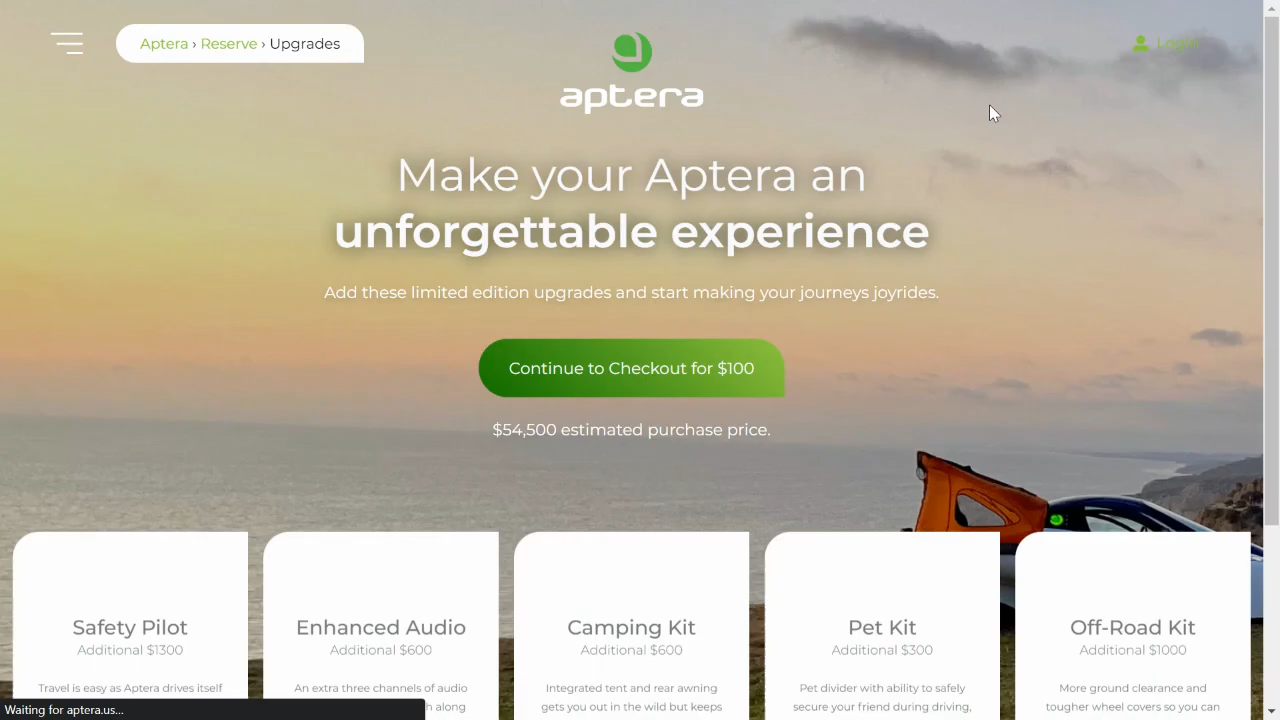 Aptera › Reserve › Upgrades
Login
aptera
Make your Aptera an
unforgettable experience
Add these limited edition upgrades and start making your journeys joyrides.
Continue to Checkout for $100
$54,500 estimated purchase price.
Safety Pilot
Additional $1300
Travel is easy as Aptera drives itself
Enhanced Audio
Additional $600
An extra three channels of audio
h along
Camping Kit
Additional $600
Integrated tent and rear awning
gets you out in the wild but keeps
Pet Kit
Additional $300
Pet divider with ability to safely
secure your friend during driving,
Off-Road Kit
Additional $1000
More ground clearance and
tougher wheel covers so you can
Waiting for aptera.us...